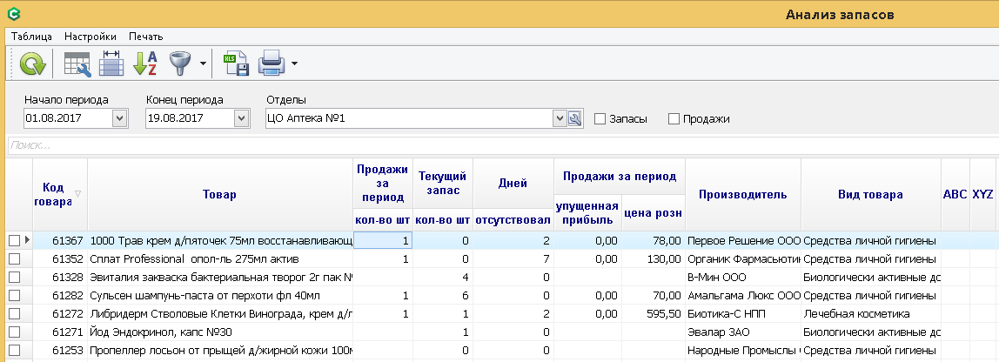 Анализ запасов
Таблица Настройки Печать
Начало периода Конец периода Отделы
01.08.2017 19.08.2017 ЦО Аптека №1 Запасы Продажи
Поиск...
Код товара Товар Продажи за период Текущий запас Дней Продажи за период Производитель Вид товара ABC XYZ
кол-во шт кол-во шт отсутствовал упущенная прибыль цена розн
61367 1000 Трав крем д/пяточек 75мл восстанавливающ 1 0 2 0,00 78,00 Первое Решение ООО Средства личной гигиены
61352 Сплат Professional опол-ль 275мл актив 1 0 7 0,00 130,00 Органик Фармасьютик Средства личной гигиены
61328 Эвиталия закваска бактериальная творог 2г пак № 4 0 В-Мин ООО Биологически активные до
61282 Сульсен шампунь-паста от перхоти фл 40мл 1 6 0 0,00 70,00 Амальгама Люкс ООО Средства личной гигиены
61272 Либридерм Стволовые Клетки Винограда, крем д/л 1 1 2 0,00 595,50 Биотика-С НПП Лечебная косметика
61271 Йод Эндокринол, капс №30 1 0 Эвалар ЗАО Биологически активные до
61253 Пропеллер лосьон от прыщей д/жирной кожи 100м 0 0 Народные Промыслы Средства личной гигиены